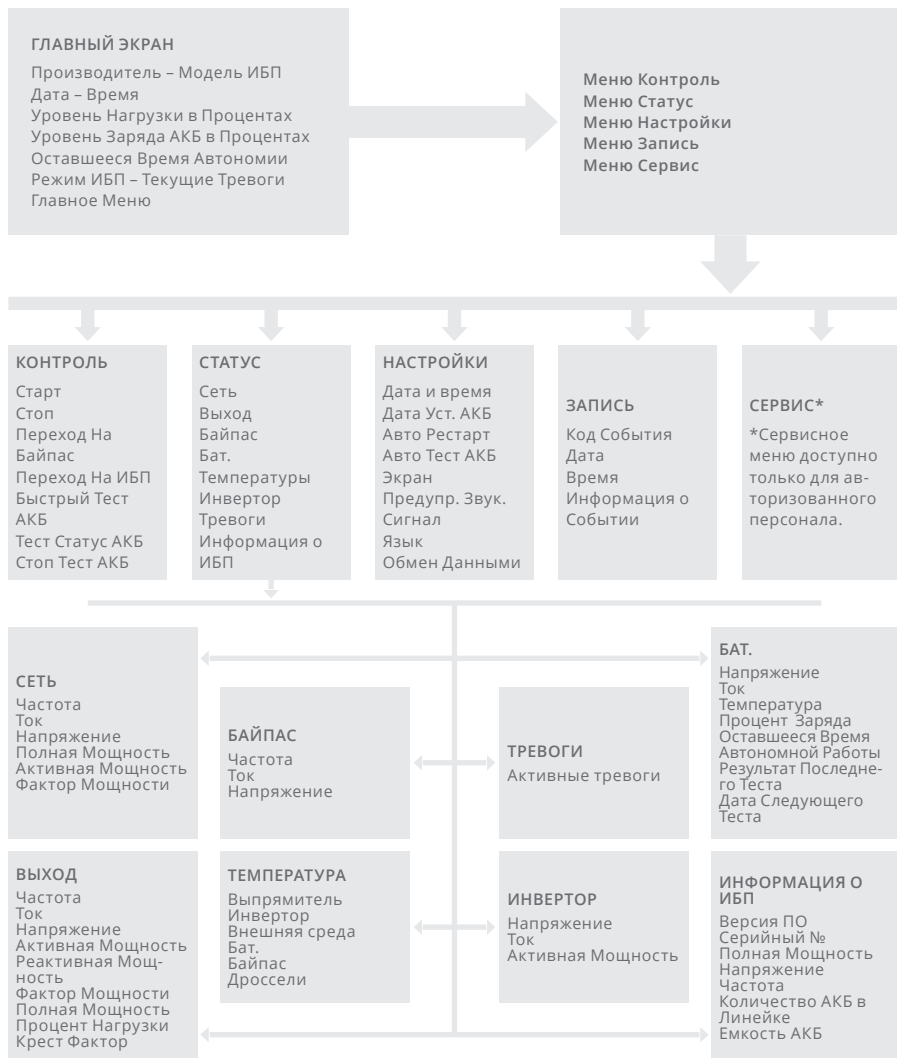 ГЛАВНЫЙ ЭКРАН
Производитель – Модель ИБП
Дата – Время
Уровень Нагрузки в Процентах
Уровень Заряда АКБ в Процентах
Оставшееся Время Автономии
Режим ИБП – Текущие Тревоги
Главное Меню
Меню Контроль
Меню Статус
Меню Настройки
Меню Запись
Меню Сервис
КОНТРОЛЬ
Старт
Стоп
Переход На
Байпас
Переход На ИБП
Быстрый Тест
АКБ
Тест Статус АКБ
Стоп Тест АКБ
СТАТУС
Сеть
Выход
Байпас
Бат.
Температуры
Инвертор
Тревоги
Информация о
ИБП
НАСТРОЙКИ
Дата и время
Дата Уст. АКБ
Авто Рестарт
Авто Тест АКБ
Экран
Предупр. Звук.
Сигнал
Язык
Обмен Данными
ЗАПИСЬ
Код События
Дата
Время
Информация о
Событии
СЕРВИС*
*Сервисное
меню доступно
только для ав-
торизованного
персонала.
СЕТЬ
Частота
Ток
Напряжение
Полная Мощность
Активная Мощность
Фактор Мощности
БАЙПАС
Частота
Ток
Напряжение
ТРЕВОГИ
Активные тревоги
БАТ.
Напряжение
Ток
Температура
Процент Заряда
Оставшееся Время
Автономной Работы
Результат Последне-
го Теста
Дата Следующего
Теста
ВЫХОД
Частота
Ток
Напряжение
Активная Мощность
Реактивная Мощ-
ность
Фактор Мощности
Полная Мощность
Процент Нагрузки
Крест Фактор
ТЕМПЕРАТУРА
Выпрямитель
Инвертор
Внешняя среда
Бат.
Байпас
Дроссели
ИНВЕРТОР
Напряжение
Ток
Активная Мощность
ИНФОРМАЦИЯ О
ИБП
Версия ПО
Серийный №
Полная Мощность
Напряжение
Частота
Количество АКБ в
Линейке
Емкость АКБ